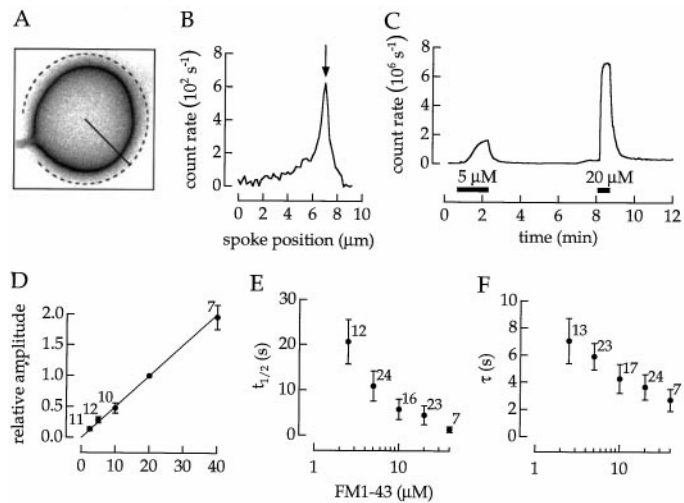 A
B
count rate (10² s⁻¹)
8
6
4
2
0
0 2 4 6 8 10
spoke position (µm)
C
count rate (10⁶ s⁻¹)
8
6
4
2
0
5 µM
20 µM
0 2 4 6 8 10 12
time (min)
D
relative amplitude
2.0
1.5
1.0
0.5
0.0
11
12
10
7
0 10 20 30 40
E
t1/2 (s)
30
20
10
0
12
24
16
23
7
1 10
FM1-43 (µM)
F
τ (s)
10
8
6
4
2
0
13
23
17
24
7
1 10